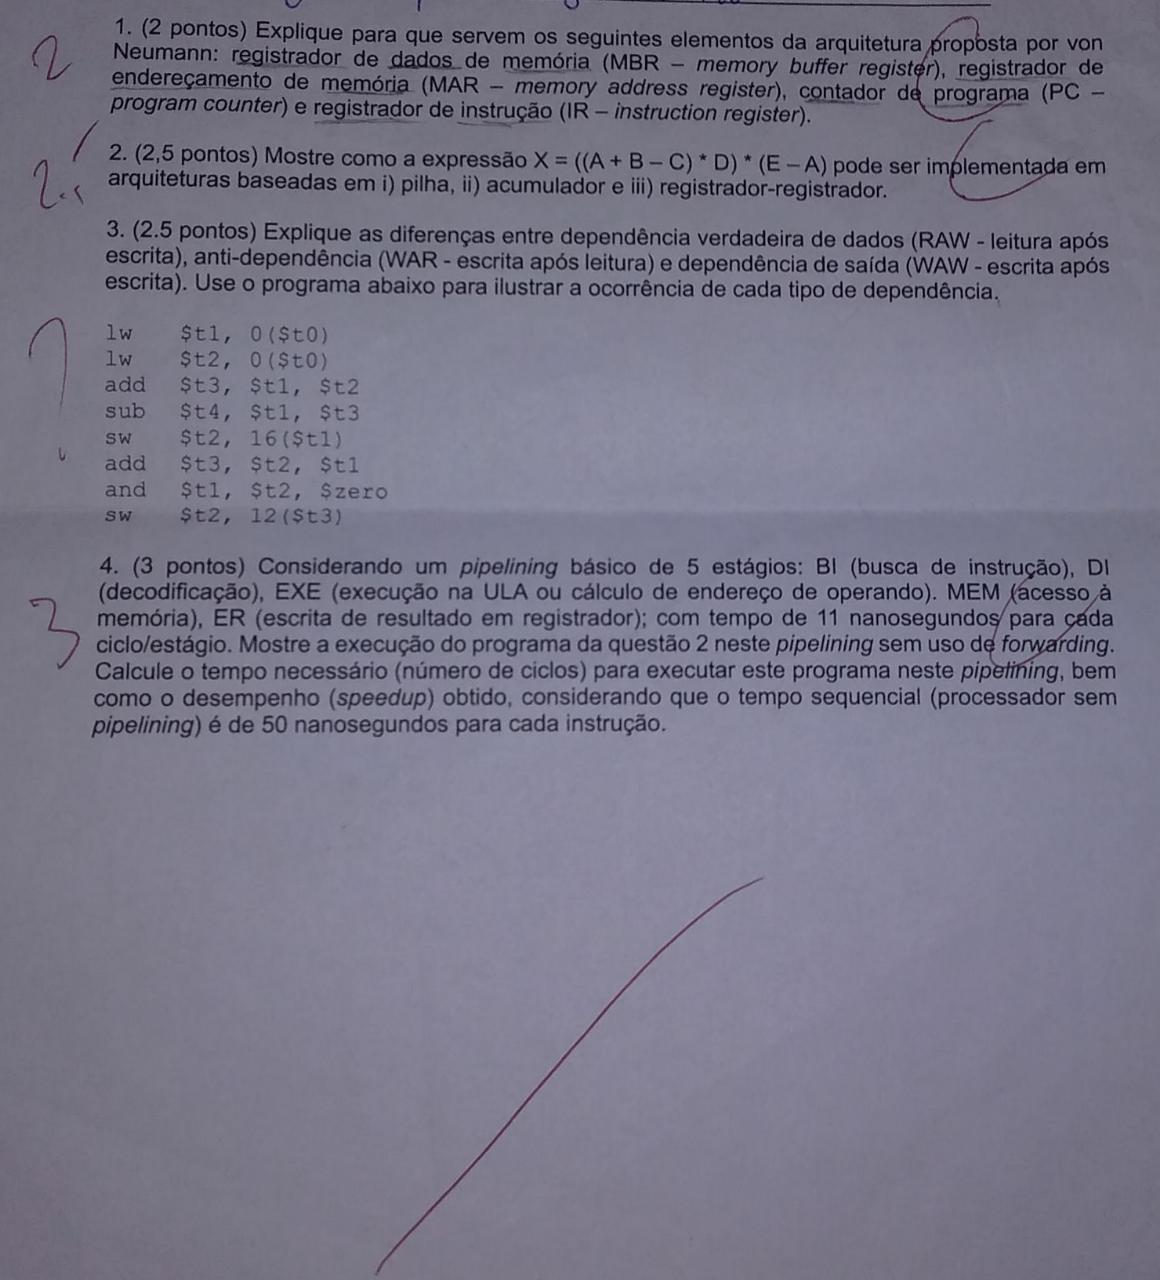 1. (2 pontos) Explique para que servem os seguintes elementos da arquitetura proposta por von
Neumann: registrador de dados de memória (MBR – memory buffer register), registrador de
endereçamento de memória (MAR – memory address register), contador de programa (PC –
program counter) e registrador de instrução (IR – instruction register).
2
2. (2,5 pontos) Mostre como a expressão X = ((A + B – C) * D) * (E – A) pode ser implementada em
arquiteturas baseadas em i) pilha, ii) acumulador e iii) registrador-registrador.
3. (2.5 pontos) Explique as diferenças entre dependência verdadeira de dados (RAW - leitura após
escrita), anti-dependência (WAR - escrita após leitura) e dependência de saída (WAW - escrita após
escrita). Use o programa abaixo para ilustrar a ocorrência de cada tipo de dependência.
lw $t1, 0($t0)
lw $t2, 0($t0)
add $t3, $t1, $t2
sub $t4, $t1, $t3
sw $t2, 16($t1)
add $t3, $t2, $t1
and $t1, $t2, $zero
sw $t2, 12($t3)
4. (3 pontos) Considerando um pipelining básico de 5 estágios: BI (busca de instrução), DI
(decodificação), EXE (execução na ULA ou cálculo de endereço de operando). MEM (acesso à
memória), ER (escrita de resultado em registrador); com tempo de 11 nanosegundos para cada
3
ciclo/estágio. Mostre a execução do programa da questão 2 neste pipelining sem uso de forwarding.
Calcule o tempo necessário (número de ciclos) para executar este programa neste pipelining, bem
como o desempenho (speedup) obtido, considerando que o tempo sequencial (processador sem
pipelining) é de 50 nanosegundos para cada instrução.